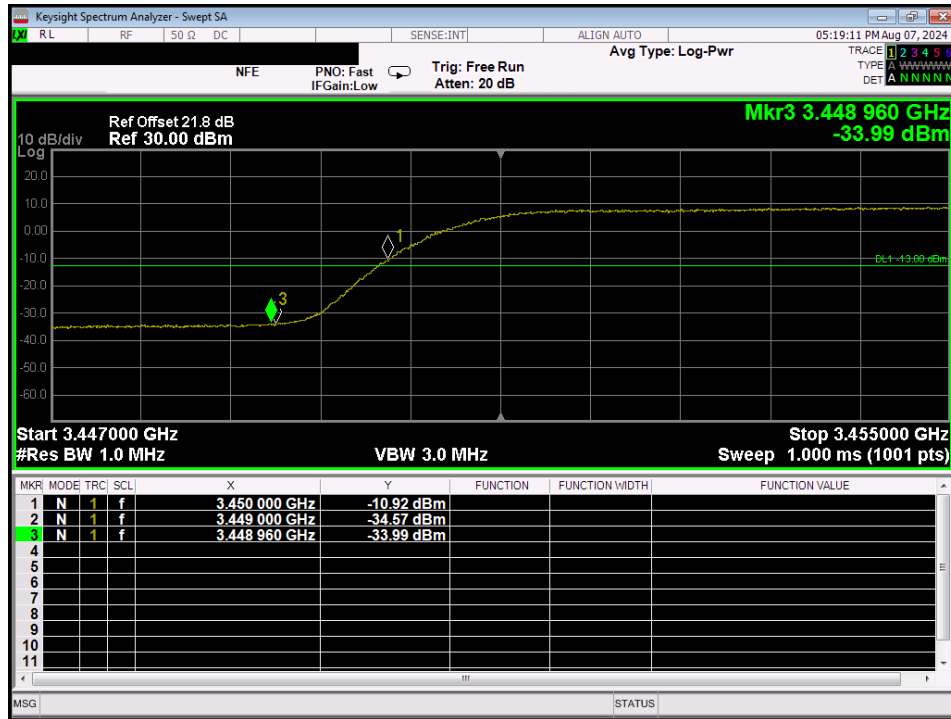 Keysight Spectrum Analyzer - Swept SA
LXI RL RF 50 Ω DC SENSE:INT ALIGN AUTO 05:19:11 PM Aug 07, 2024
Avg Type: Log-Pwr TRACE 1 2 3 4 5 6
NFE PNO: Fast Trig: Free Run TYPE A WWWWW
IFGain:Low Atten: 20 dB DET A N N N N N
Mkr3 3.448 960 GHz
Ref Offset 21.8 dB -33.99 dBm
10 dB/div Ref 30.00 dBm
Log
20.0
10.0
0.00
1
-10.0
DL1 -13.00 dBm
-20.0
3
-30.0
-40.0
-50.0
-60.0
Start 3.447000 GHz Stop 3.455000 GHz
#Res BW 1.0 MHz VBW 3.0 MHz Sweep 1.000 ms (1001 pts)
MKR MODE TRC SCL X Y FUNCTION FUNCTION WIDTH FUNCTION VALUE
1 N 1 f 3.450 000 GHz -10.92 dBm
2 N 1 f 3.449 000 GHz -34.57 dBm
3 N 1 f 3.448 960 GHz -33.99 dBm
4
5
6
7
8
9
10
11
MSG STATUS